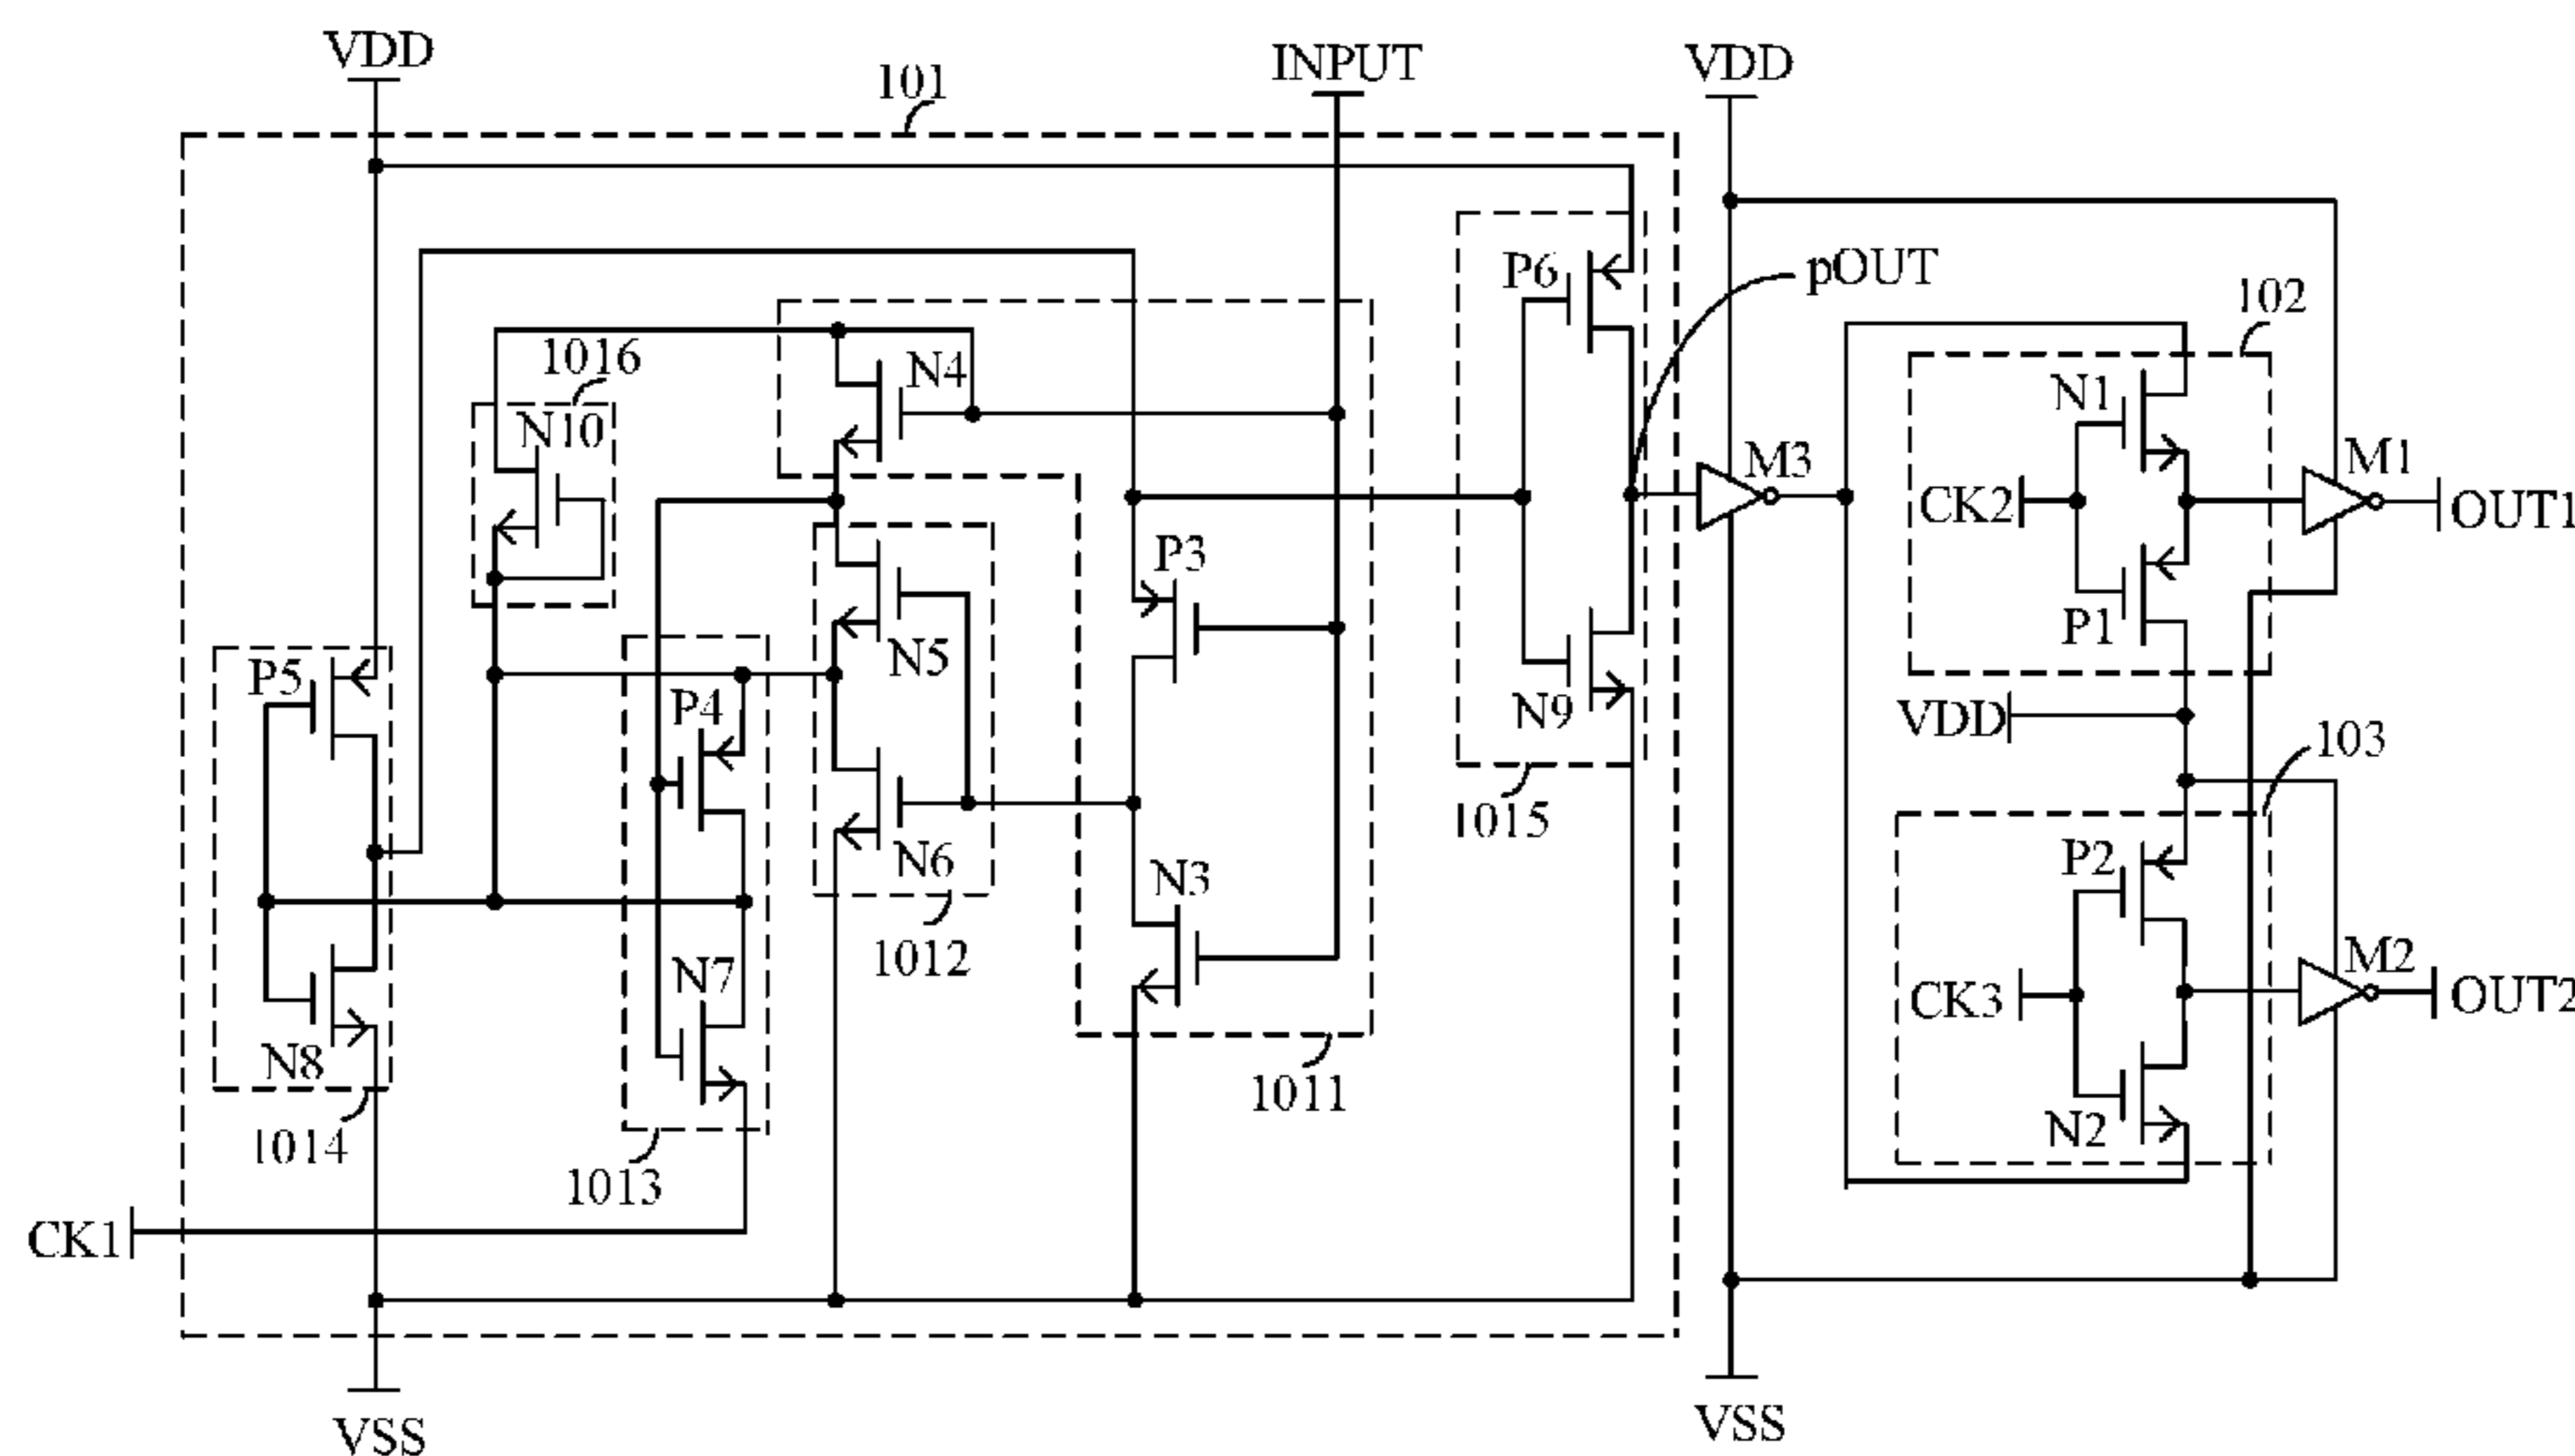 VDD
INPUT
VDD
101
P6
pOUT
102
1016
N4
N1
N10
M3
M1
CK2
OUT1
P3
P1
P5
N5
P4
N9
VDD
103
1015
P2
N6
N3
1012
N7
M2
CK3
OUT2
N8
1011
N2
1014
1013
CK1
VSS
VSS